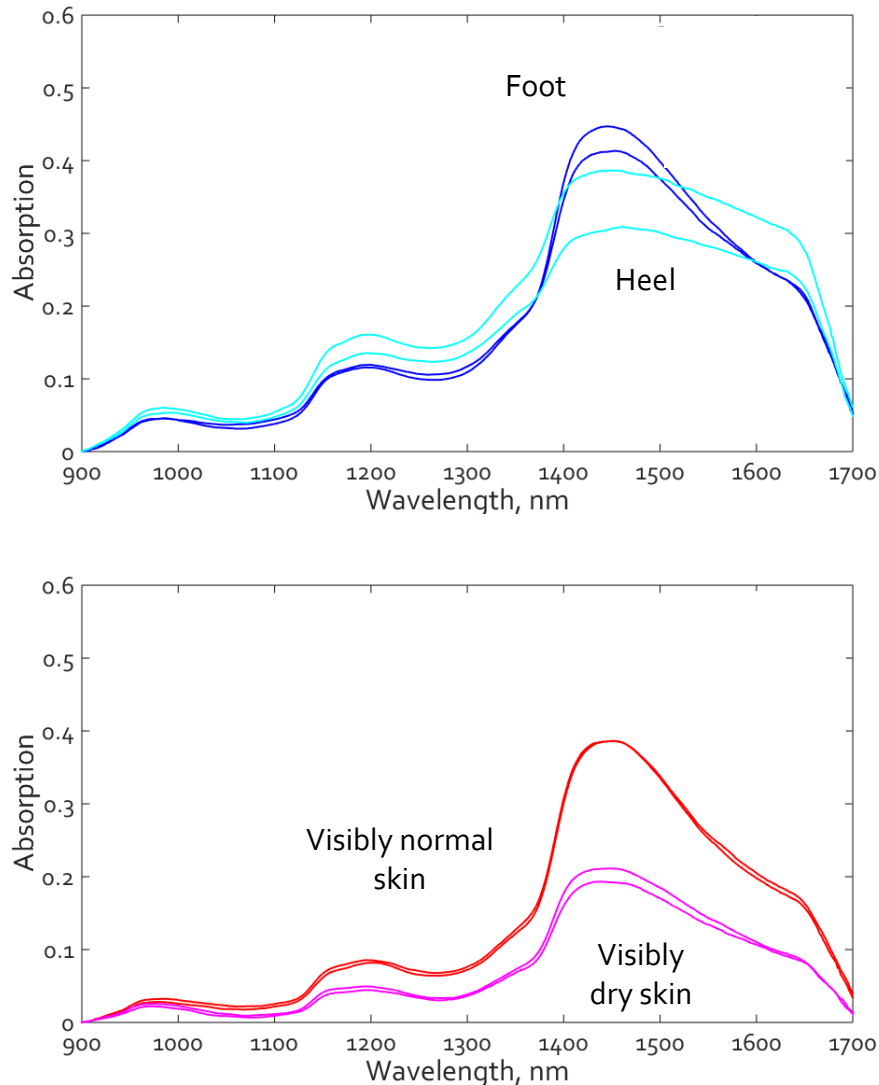 0.6
0.5
0.4
0.3
0.2
0.1
0
Absorption
Foot
Heel
900 1000 1100 1200 1300 1400 1500 1600 1700
Wavelength, nm
0.6
0.5
0.4
0.3
0.2
0.1
0
Absorption
Visibly normal
skin
Visibly
dry skin
900 1000 1100 1200 1300 1400 1500 1600 1700
Wavelength, nm